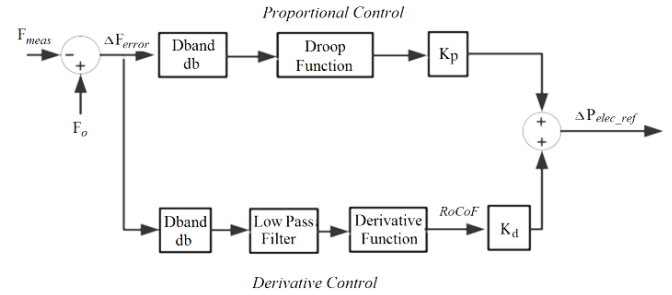 Proportional Control
F_meas
ΔF_error
−
+
F_o
Dband
db
Droop
Function
Kp
+
+
ΔP_elec_ref
Dband
db
Low Pass
Filter
Derivative
Function
RoCoF
K_d
Derivative Control